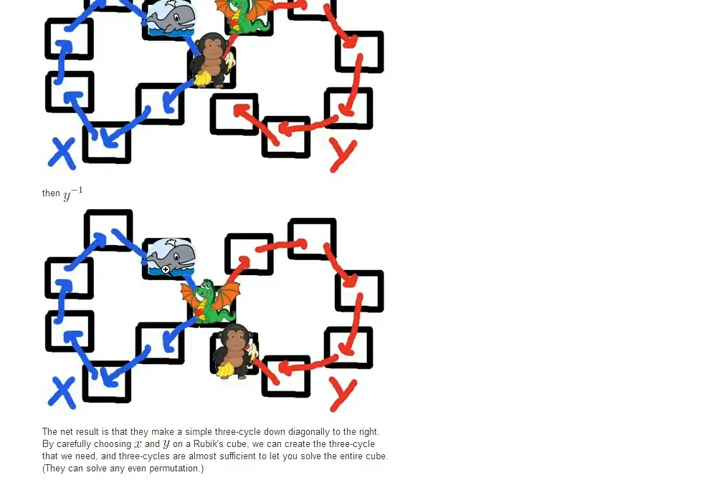 X
Y
then y⁻¹
X
Y
The net result is that they make a simple three-cycle down diagonally to the right.
By carefully choosing x and y on a Rubik's cube, we can create the three-cycle
that we need, and three-cycles are almost sufficient to let you solve the entire cube.
(They can solve any even permutation.)